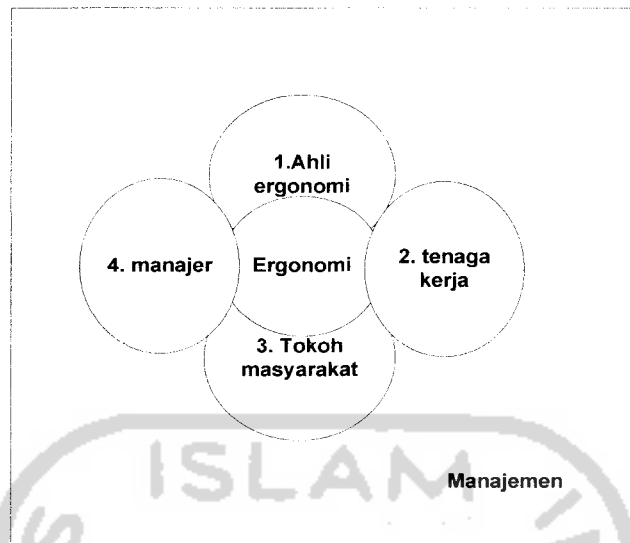 1.Ahli
ergonomi
4. manajer
Ergonomi
2. tenaga
kerja
3. Tokoh
masyarakat
Manajemen
ISLAM